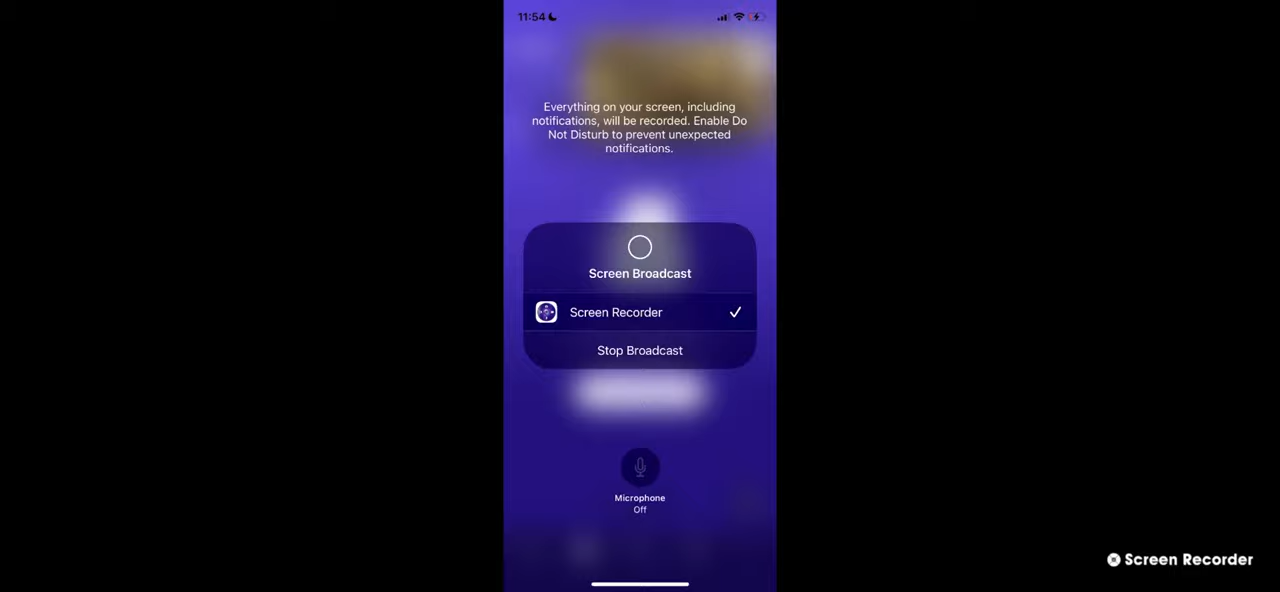 11:54
Everything on your screen, including
notifications, will be recorded. Enable Do
Not Disturb to prevent unexpected
notifications.
Screen Broadcast
Screen Recorder
Stop Broadcast
Microphone
Off
Screen Recorder